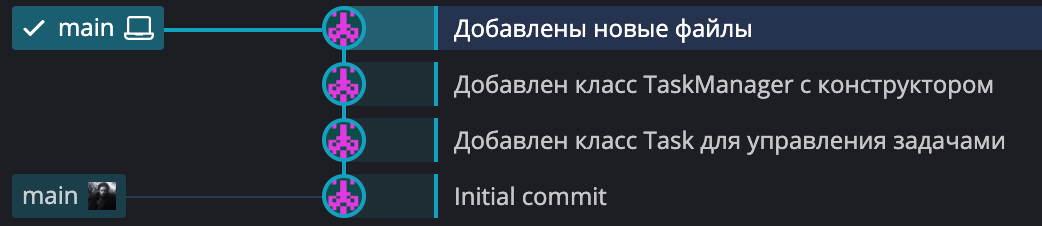 main Добавлены новые файлы
Добавлен класс TaskManager с конструктором
Добавлен класс Task для управления задачами
main Initial commit